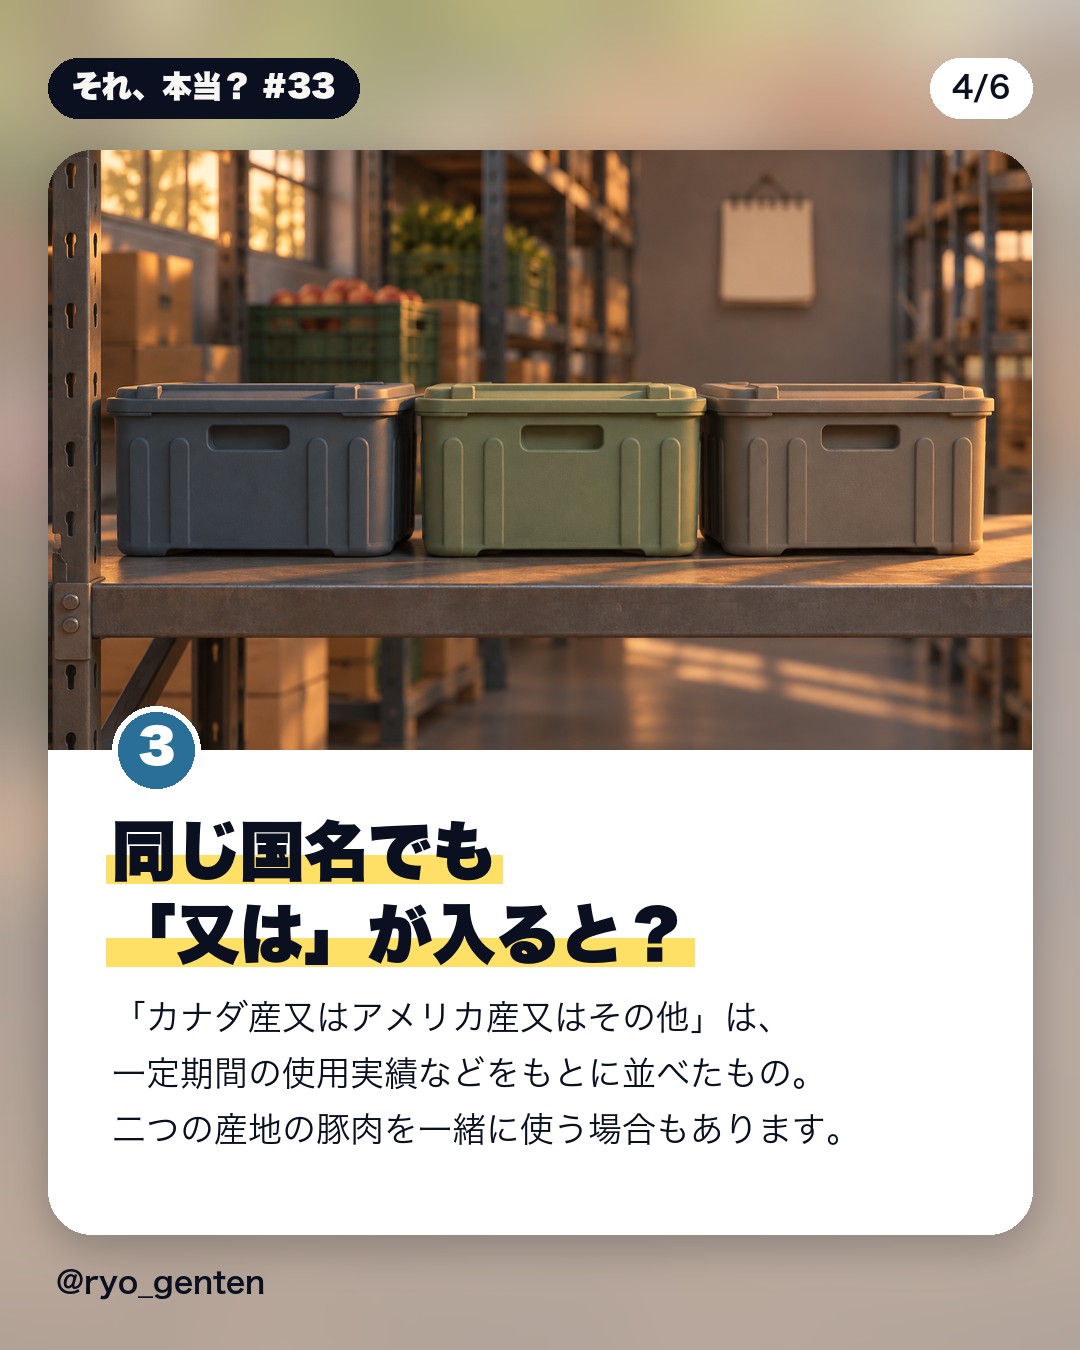 それ、本当？ #33
4/6
3
同じ国名でも
「又は」が入ると？
「カナダ産又はアメリカ産又はその他」は、
一定期間の使用実績などをもとに並べたもの。
二つの産地の豚肉を一緒に使う場合もあります。
@ryo_genten